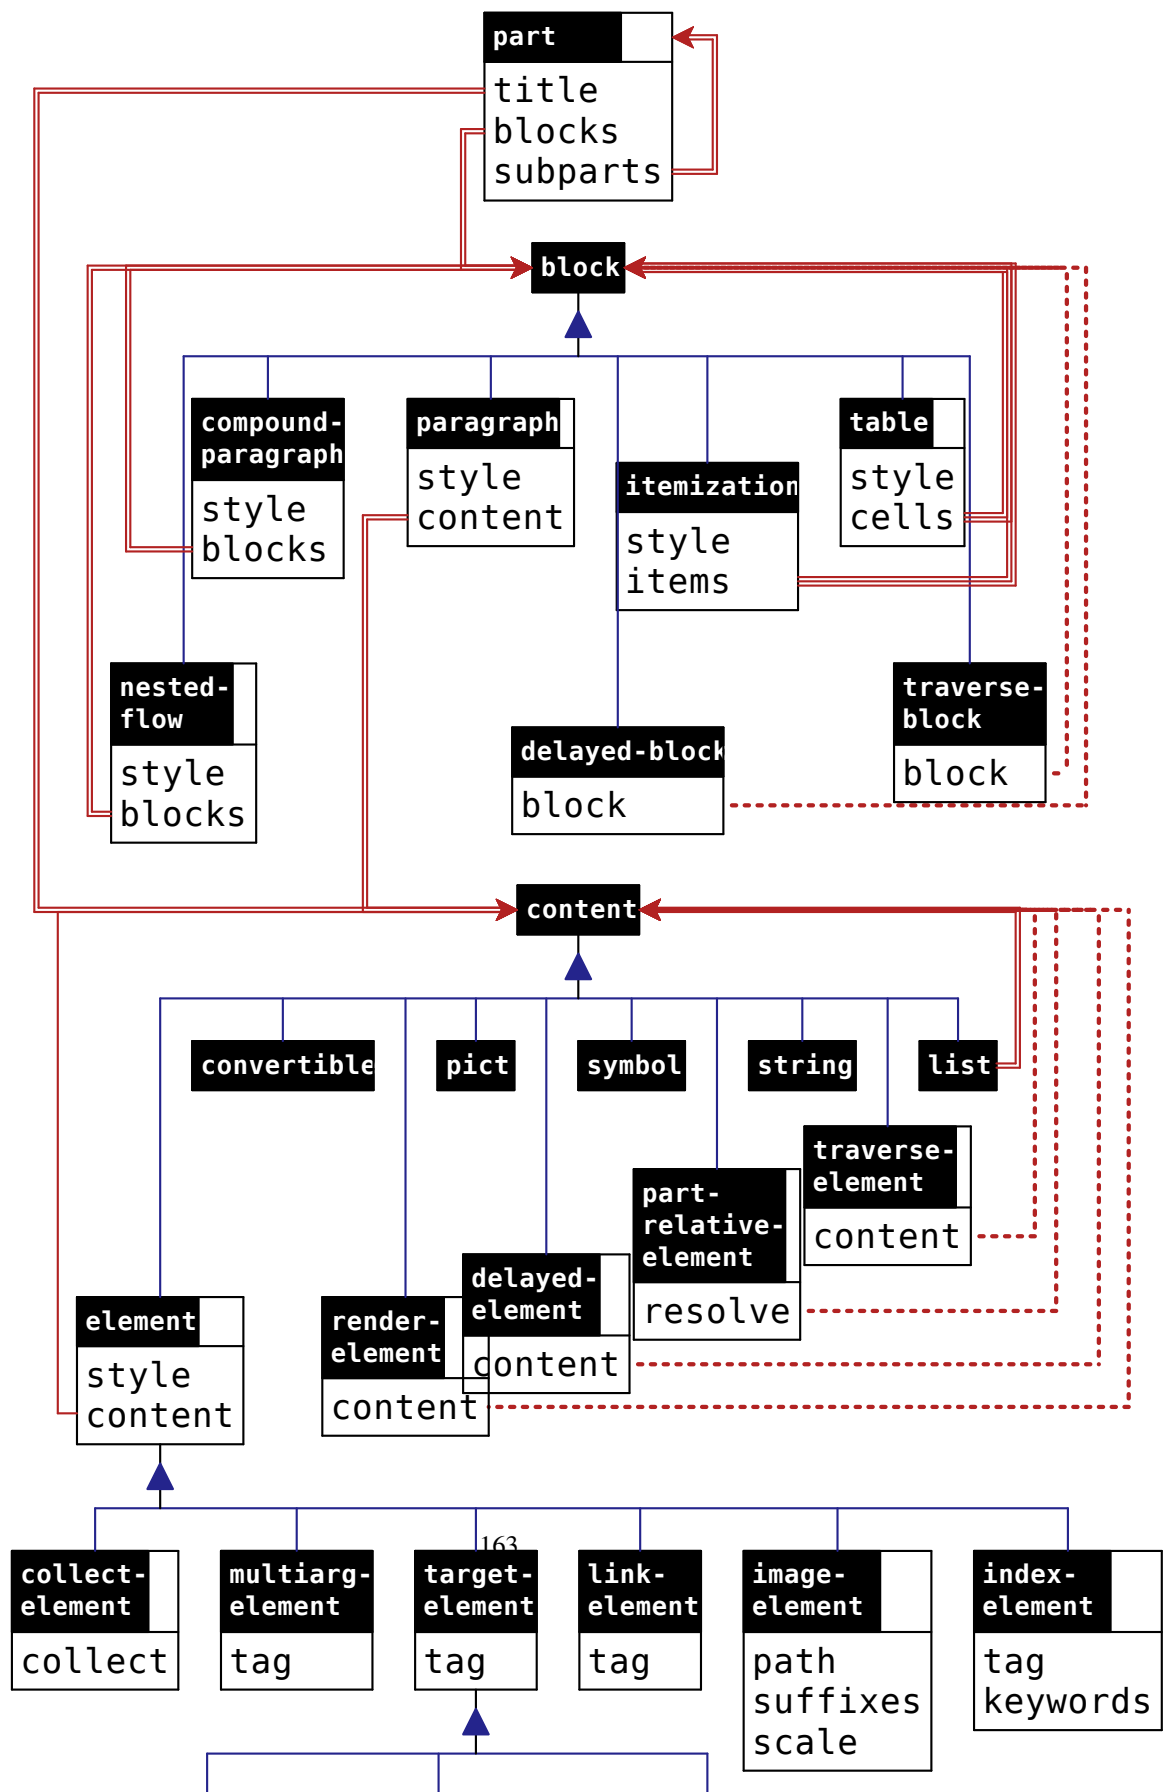 part
title
blocks
subparts
block
compound-
paragraph
style
blocks
paragraph
style
content
itemization
style
items
table
style
cells
nested-
flow
style
blocks
delayed-block
block
traverse-
block
block
content
convertible
pict
symbol
string
list
traverse-
element
content
part-
relative-
element
resolve
delayed-
element
content
render-
element
content
element
style
content
163
collect-
element
collect
multiarg-
element
tag
target-
element
tag
link-
element
tag
image-
element
path
suffixes
scale
index-
element
tag
keywords